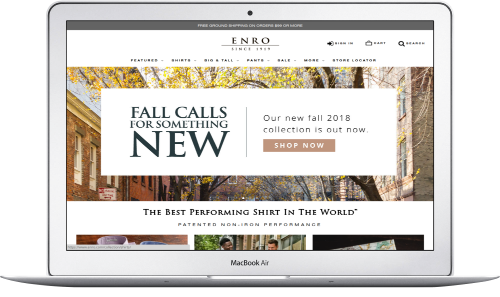 FREE GROUND SHIPPING ON ORDERS $99 OR MORE
ENRO
SINCE 1919
SIGN IN CART SEARCH
FEATURED SHIRTS BIG & TALL PANTS SALE MORE STORE LOCATOR
FALL CALLS
FOR SOMETHING
NEW
Our new fall 2018
collection is out now.
SHOP NOW
THE BEST PERFORMING SHIRT IN THE WORLD™
PATENTED NON-IRON PERFORMANCE
MacBook Air